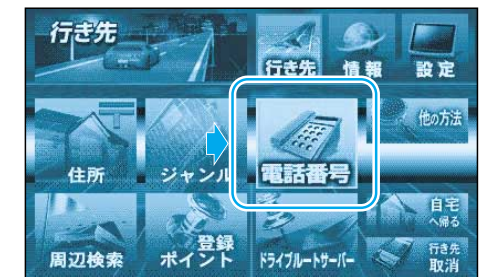 行き先
行き先
情報
設定
住所
ジャンル
電話番号
他の方法
周辺検索
登録
ポイント
ドライブルートサーバー
自宅
へ帰る
行き先
取消